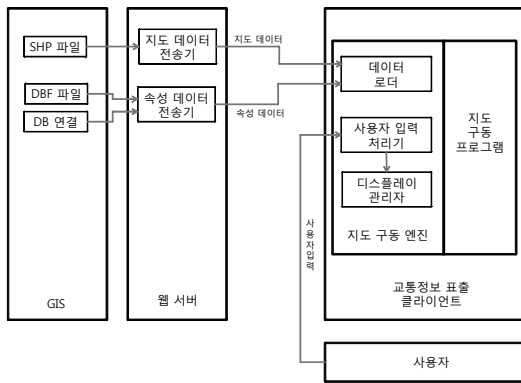 SHP 파일
DBF 파일
DB 연결
GIS
지도 데이터
전송기
속성 데이터
전송기
웹 서버
지도 데이터
속성 데이터
데이터
로더
사용자 입력
처리기
디스플레이
관리자
지도 구동 엔진
지도
구동
프로그램
교통정보 표출
클라이언트
사용자입력
사용자